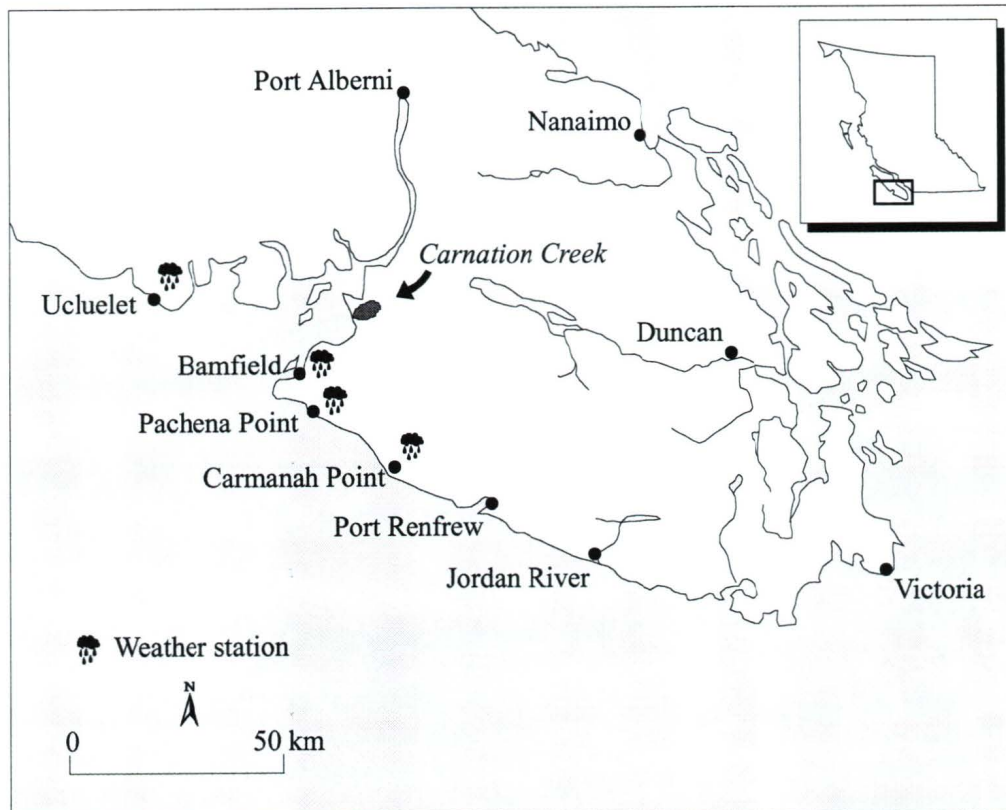 Port Alberni
Nanaimo
Carnation Creek
Ucluelet
Duncan
Bamfield
Pachena Point
Carmanah Point
Port Renfrew
Jordan River
Victoria
Weather station
N
0 50 km